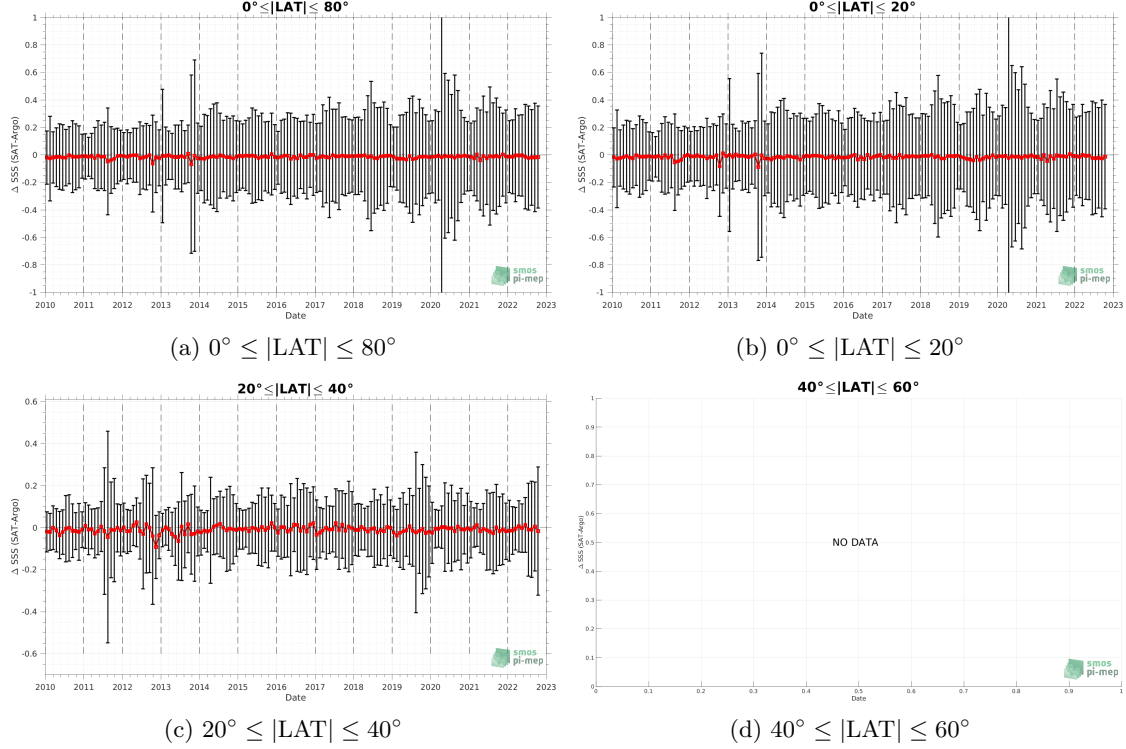 0°≤|LAT|≤ 80°
Δ SSS (SAT-Argo)
1
0.8
0.6
0.4
0.2
0
-0.2
-0.4
-0.6
-0.8
-1
2010 2011 2012 2013 2014 2015 2016 2017 2018 2019 2020 2021 2022 2023
Date
smos
pi-mep
(a) 0° ≤ |LAT| ≤ 80°
0°≤|LAT|≤ 20°
Δ SSS (SAT-Argo)
1
0.8
0.6
0.4
0.2
0
-0.2
-0.4
-0.6
-0.8
-1
2010 2011 2012 2013 2014 2015 2016 2017 2018 2019 2020 2021 2022 2023
Date
smos
pi-mep
(b) 0° ≤ |LAT| ≤ 20°
20°≤|LAT|≤ 40°
Δ SSS (SAT-Argo)
0.6
0.4
0.2
0
-0.2
-0.4
-0.6
2010 2011 2012 2013 2014 2015 2016 2017 2018 2019 2020 2021 2022 2023
Date
smos
pi-mep
(c) 20° ≤ |LAT| ≤ 40°
40°≤|LAT|≤ 60°
Δ SSS (SAT-Argo)
1
0.9
0.8
0.7
0.6
0.5
0.4
0.3
0.2
0.1
0
NO DATA
0 0.1 0.2 0.3 0.4 0.5 0.6 0.7 0.8 0.9 1
smos
pi-mep
(d) 40° ≤ |LAT| ≤ 60°